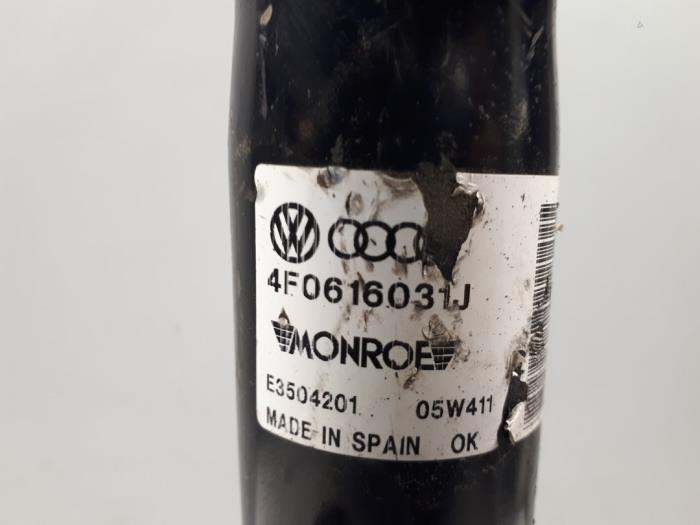 4F0616031J
MONROE
E3504201 05W411
MADE IN SPAIN OK